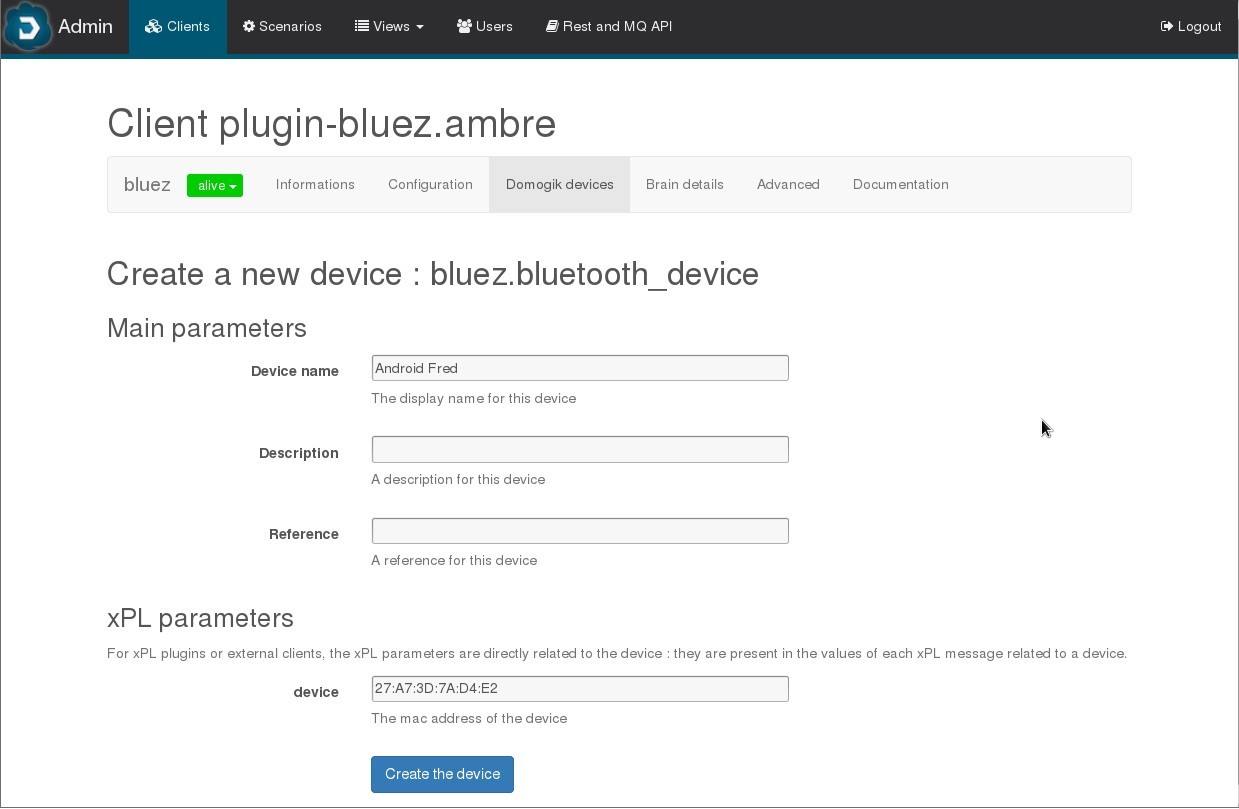 Admin Clients Scenarios Views Users Rest and MQ API Logout
Client plugin-bluez.ambre
bluez alive Informations Configuration Domogik devices Brain details Advanced Documentation
Create a new device : bluez.bluetooth_device
Main parameters
Device name Android Fred
The display name for this device
Description
A description for this device
Reference
A reference for this device
xPL parameters
For xPL plugins or external clients, the xPL parameters are directly related to the device : they are present in the values of each xPL message related to a device.
device 27:A7:3D:7A:D4:E2
The mac address of the device
Create the device